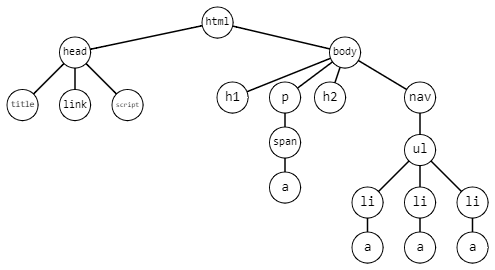 html
head body
title link script h1 p h2 nav
span ul
a li li li
a a a